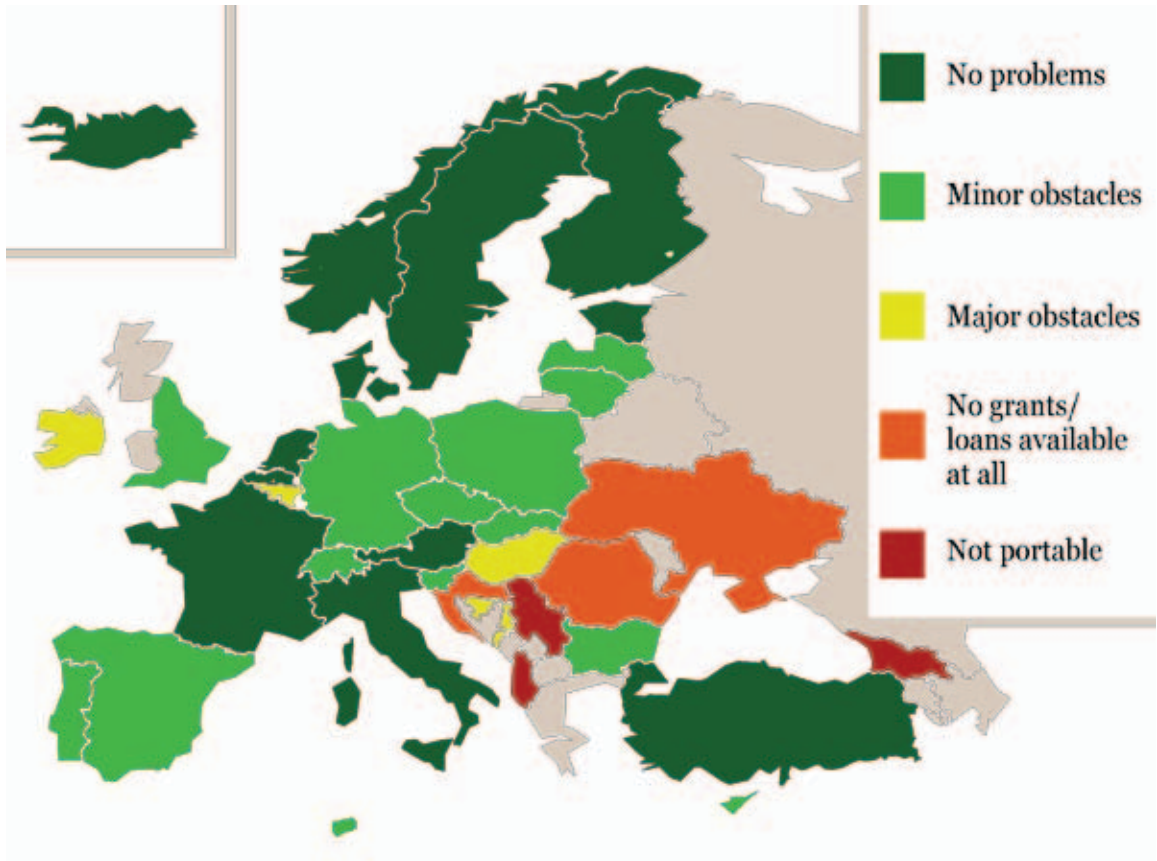 No problems
Minor obstacles
Major obstacles
No grants/
loans available
at all
Not portable